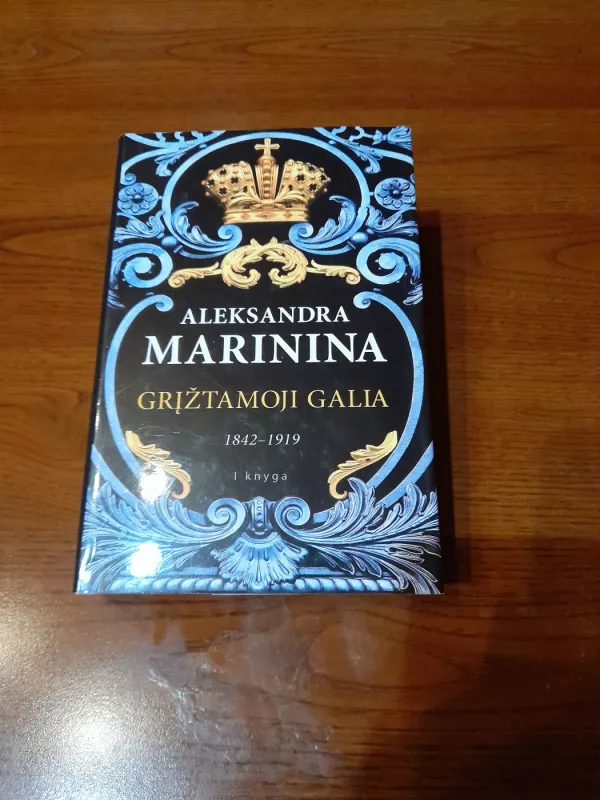 ALEKSANDRA
MARININA
GRĮŽTAMOJI GALIA
1842–1919
I knyga